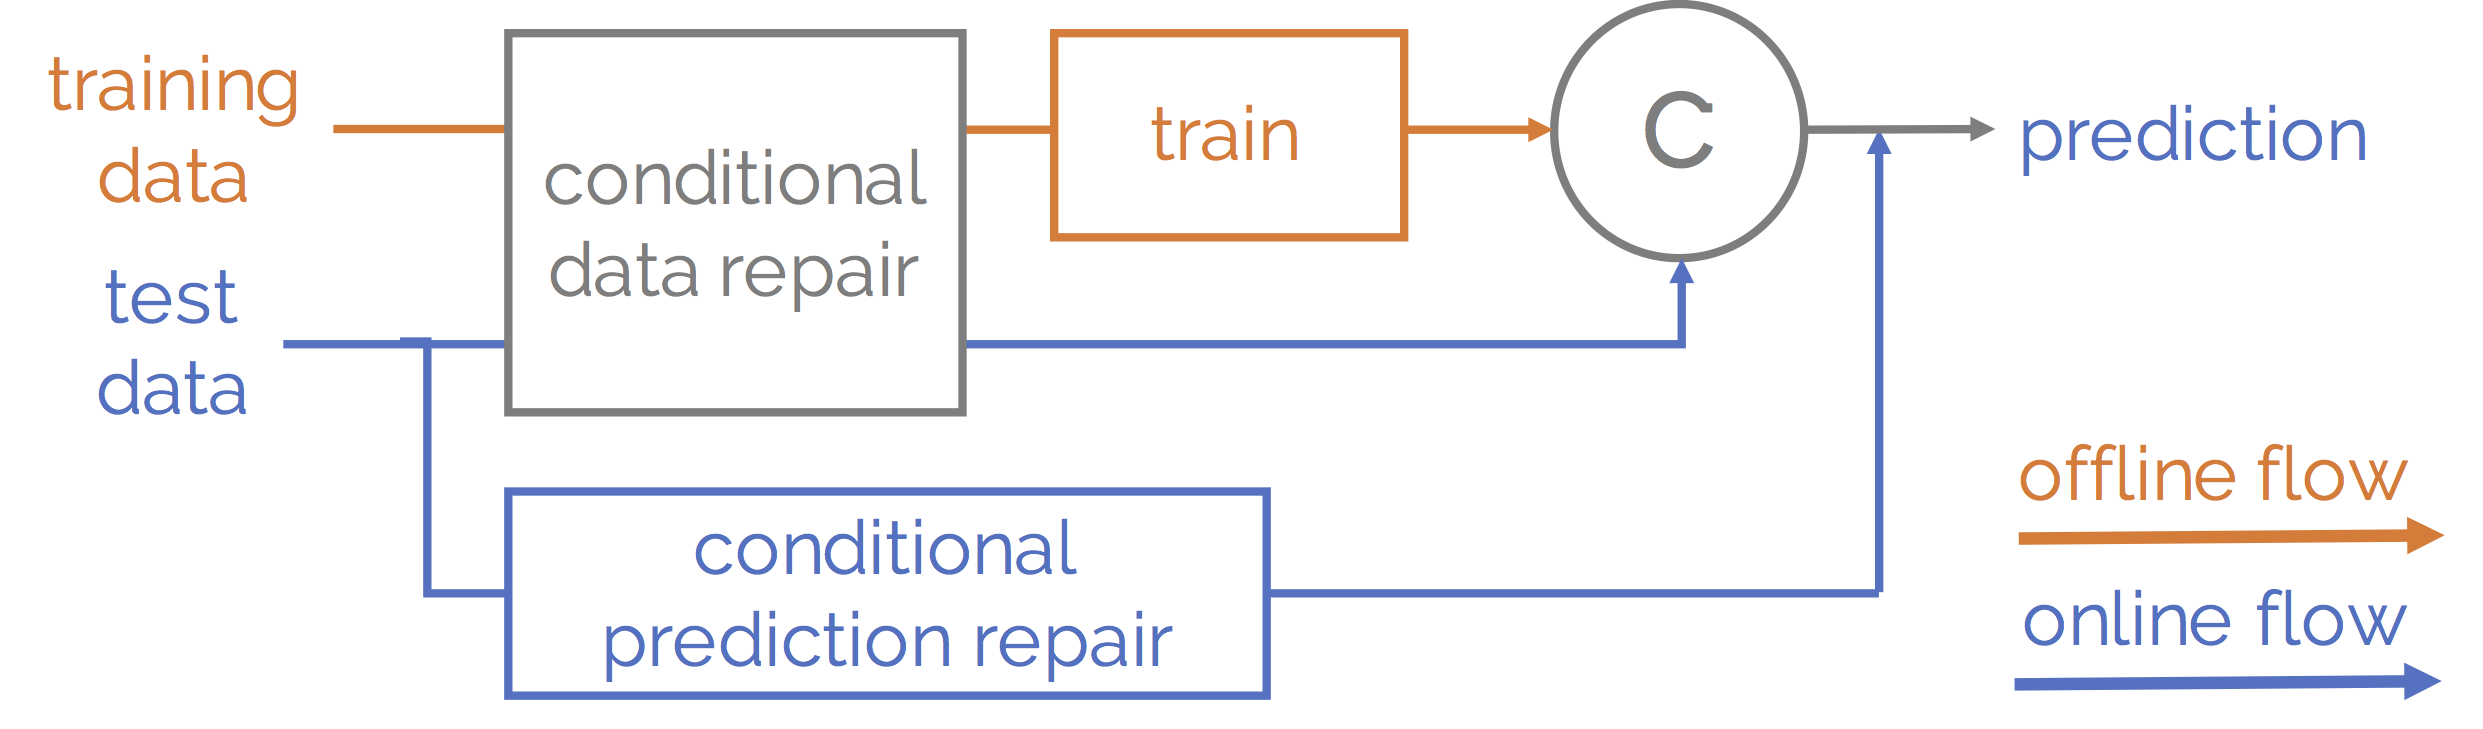 training
data
test
data
conditional
data repair
train
C
prediction
conditional
prediction repair
offline flow
online flow